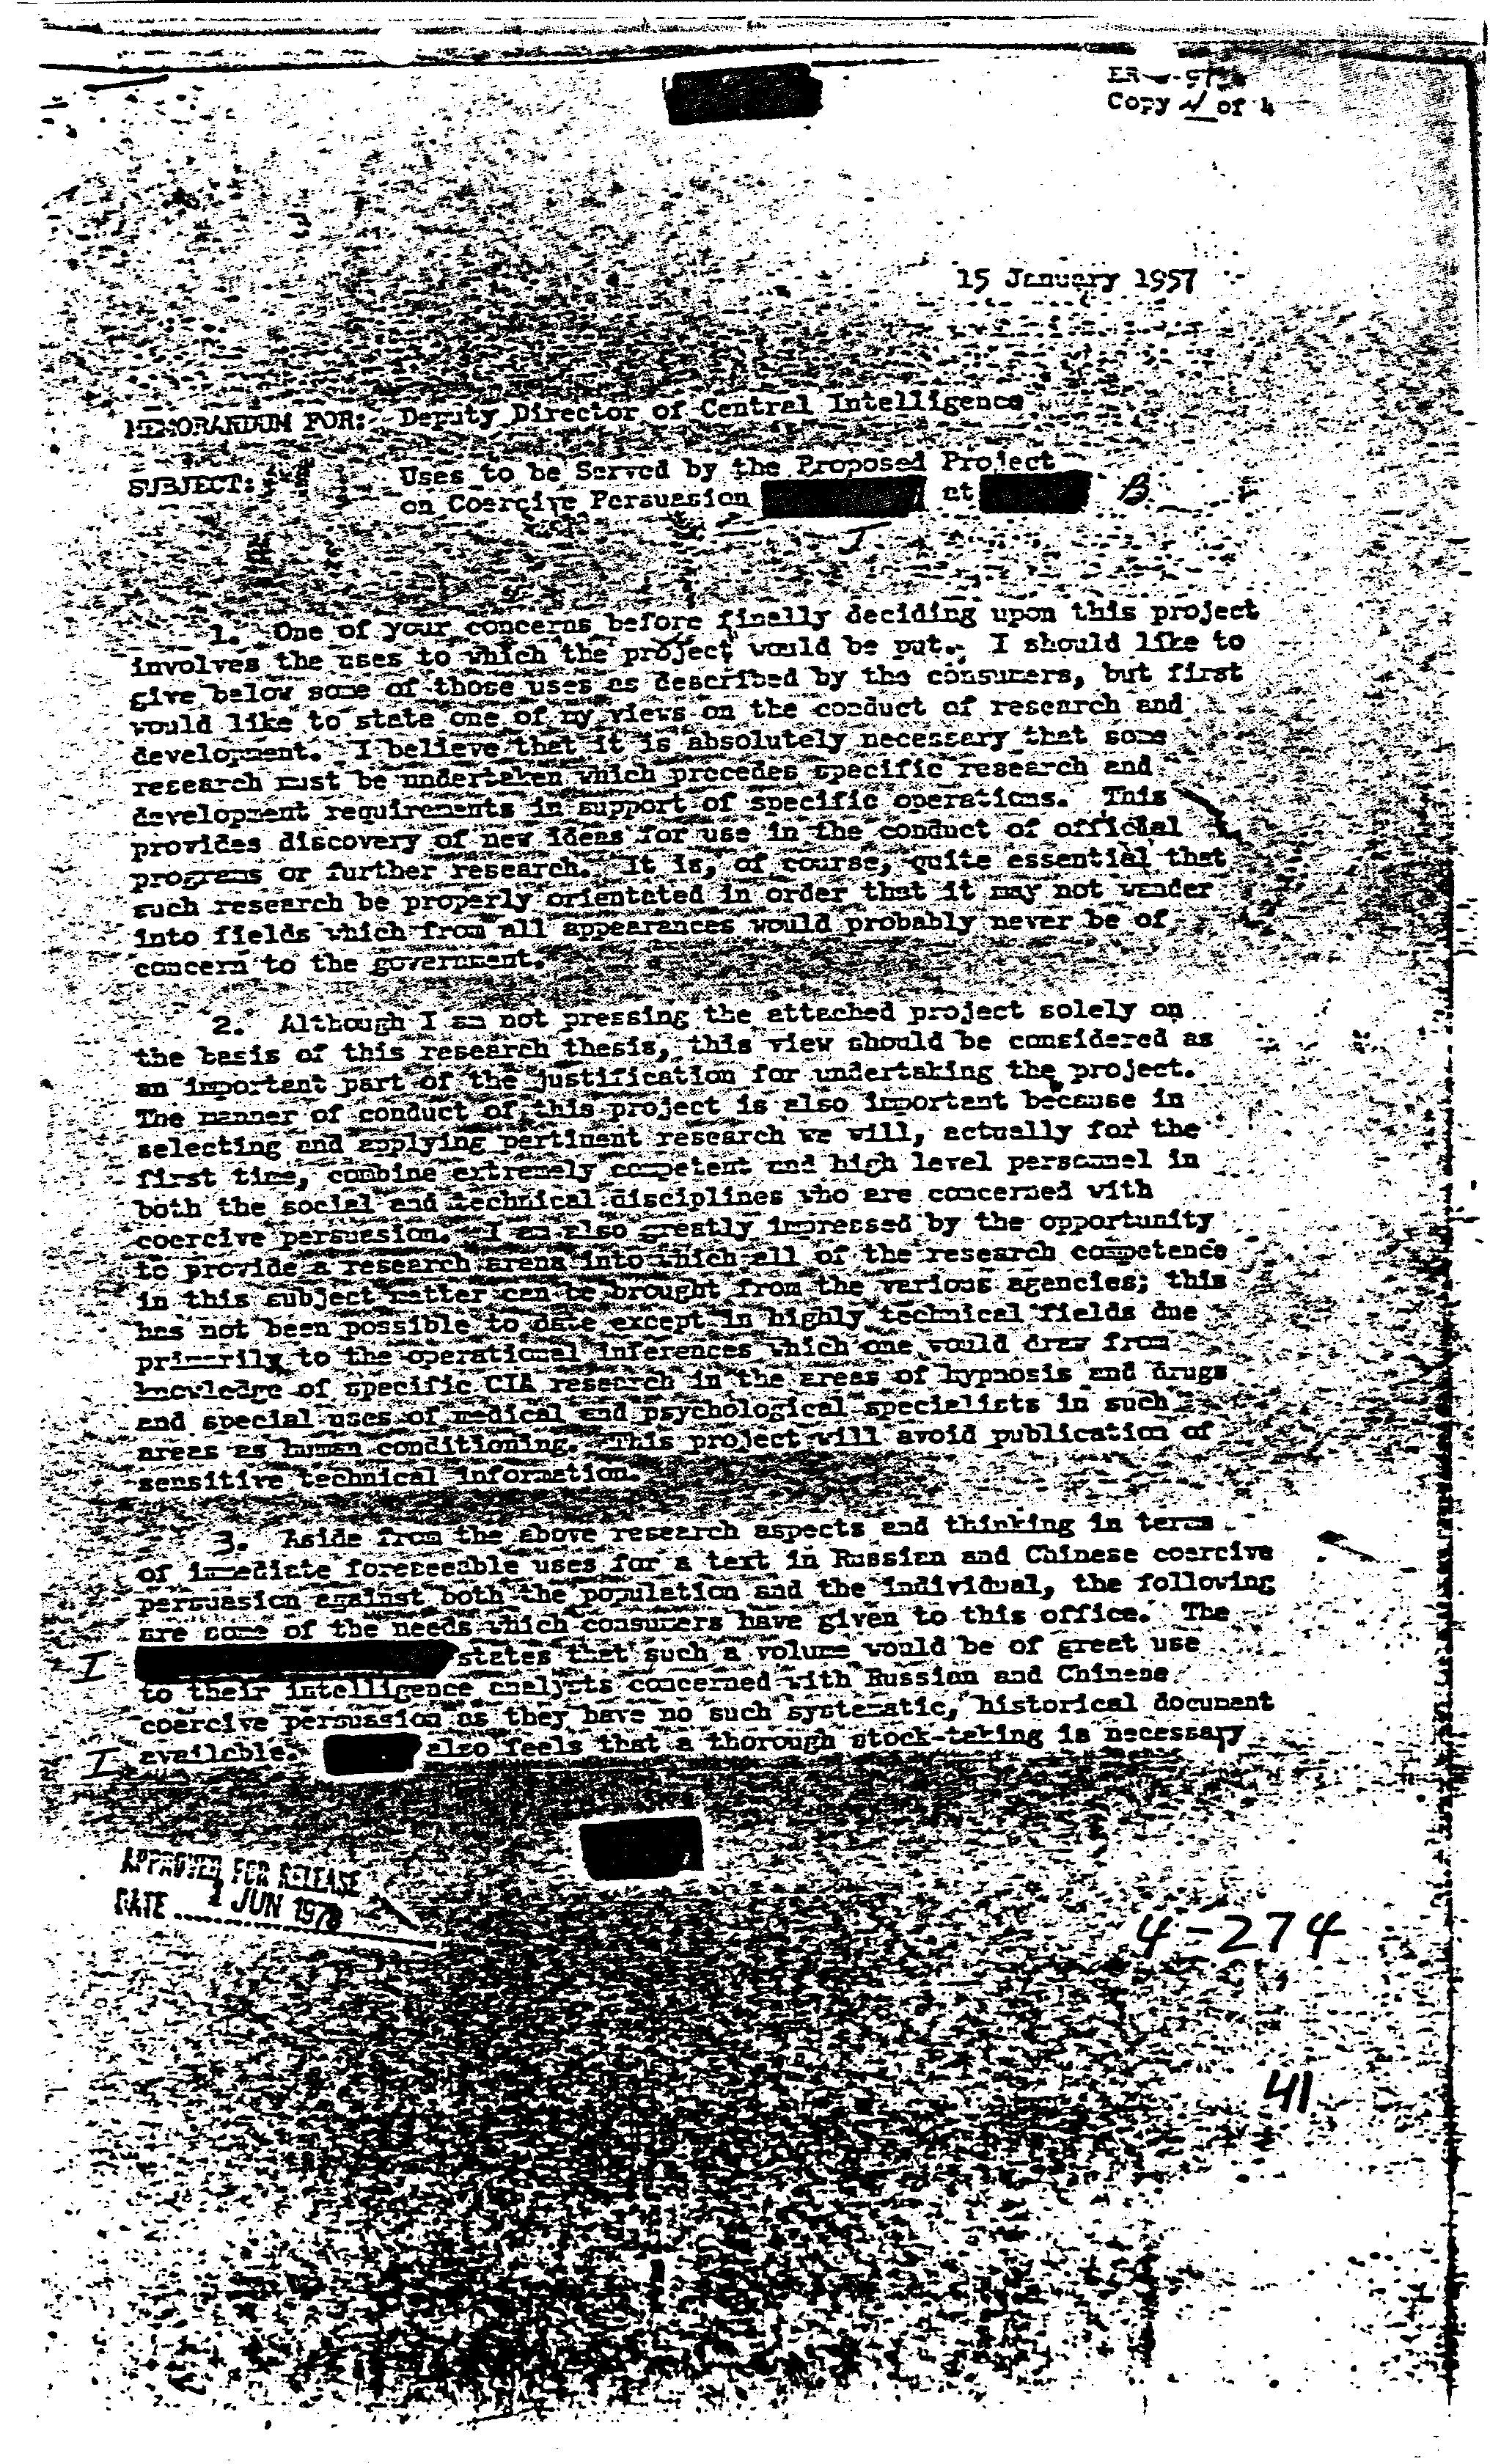 Copy of 4
15 January 1957
MEMORANDUM FOR: Deputy Director of Central Intelligence
SUBJECT: Uses to be Served by the Proposed Project
on Coercive Persuasion at B
J
1. One of your concerns before finally deciding upon this project
involves the uses to which the project would be put. I should like to
give below some of those uses as described by the consumers, but first
would like to state one of my views on the conduct of research and
development. I believe that it is absolutely necessary that some
research must be undertaken which precedes specific research and
development requirements in support of specific operations. This
provides discovery of new ideas for use in the conduct of official
programs or further research. It is, of course, quite essential that
such research be properly orientated in order that it may not wander
into fields which from all appearances would probably never be of
concern to the government.
2. Although I am not pressing the attached project solely on
the basis of this research thesis, this view should be considered as
an important part of the justification for undertaking the project.
The manner of conduct of this project is also important because in
selecting and applying pertinent research we will, actually for the
first time, combine extremely competent and high level personnel in
both the social and technical disciplines who are concerned with
coercive persuasion. I am also greatly impressed by the opportunity
to provide a research arena into which all of the research competence
in this subject matter can be brought from the various agencies; this
has not been possible to date except in highly technical fields due
primarily to the operational inferences which one would draw from
knowledge of specific CIA research in the areas of hypnosis and drugs
and special uses of medical and psychological specialists in such
areas as human conditioning. This project will avoid publication of
sensitive technical information.
3. Aside from the above research aspects and thinking in terms
of immediate foreseeable uses for a text in Russian and Chinese coercive
persuasion against both the population and the individual, the following
are some of the needs which consumers have given to this office. The
I states that such a volume would be of great use
to their intelligence analysts concerned with Russian and Chinese
coercive persuasion as they have no such systematic, historical document
I available. also feels that a thorough stock-taking is necessary
APPROVED FOR RELEASE
DATE JUN 1978
4-274
41